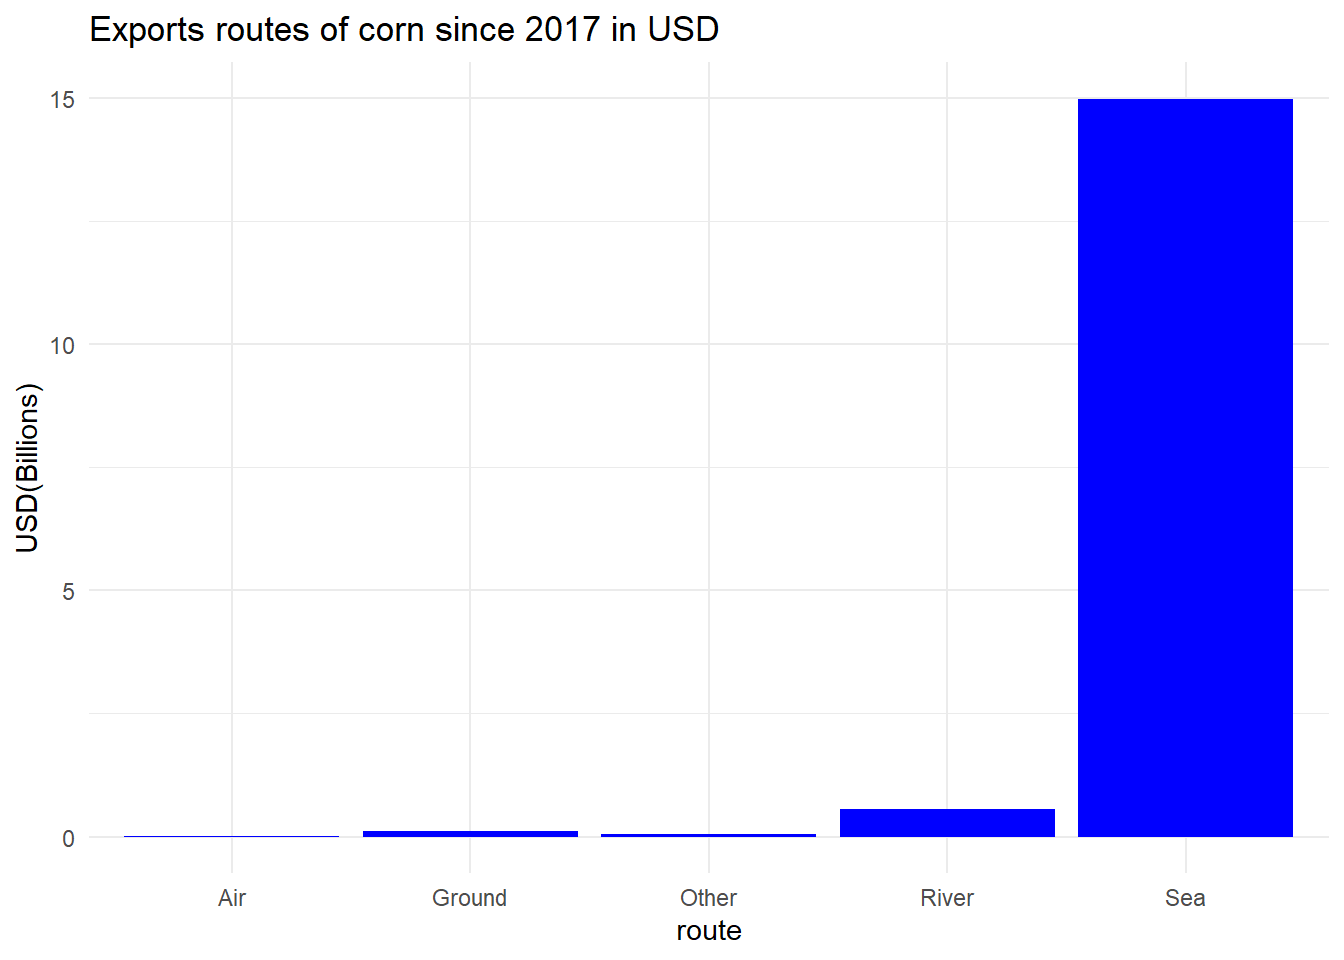 Exports routes of corn since 2017 in USD
15
10
5
0
USD(Billions)
Air Ground Other River Sea
route